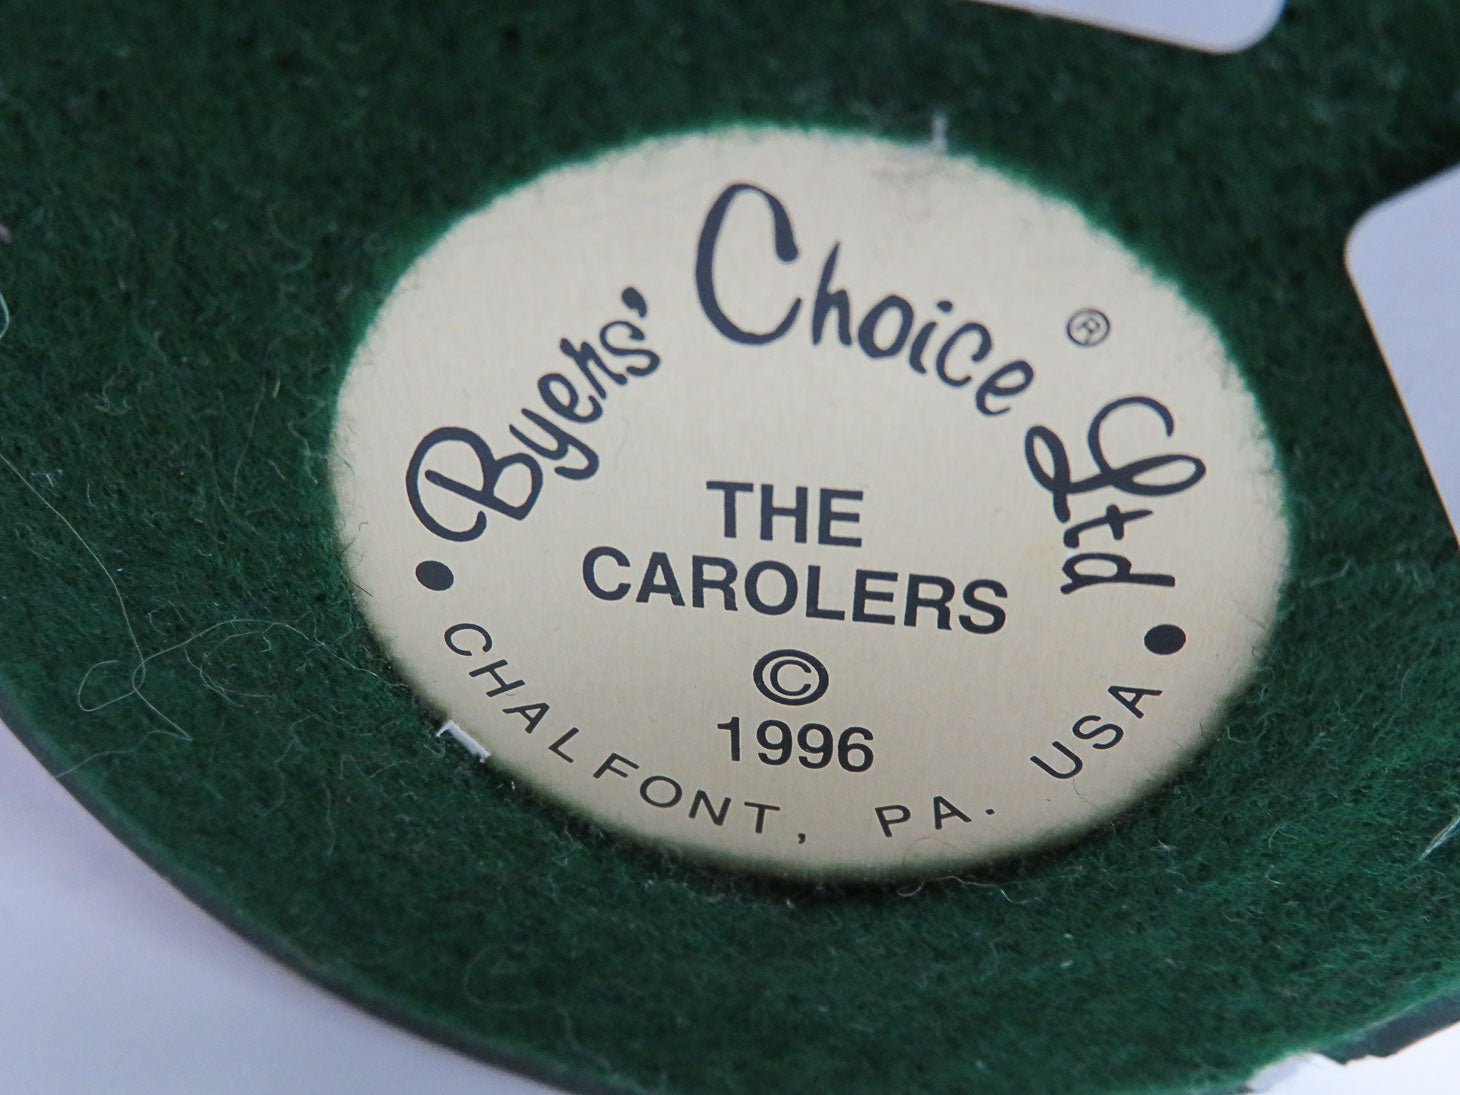 Byers' Choice Ltd
®
THE
CAROLERS
©
1996
• CHALFONT, PA. USA •